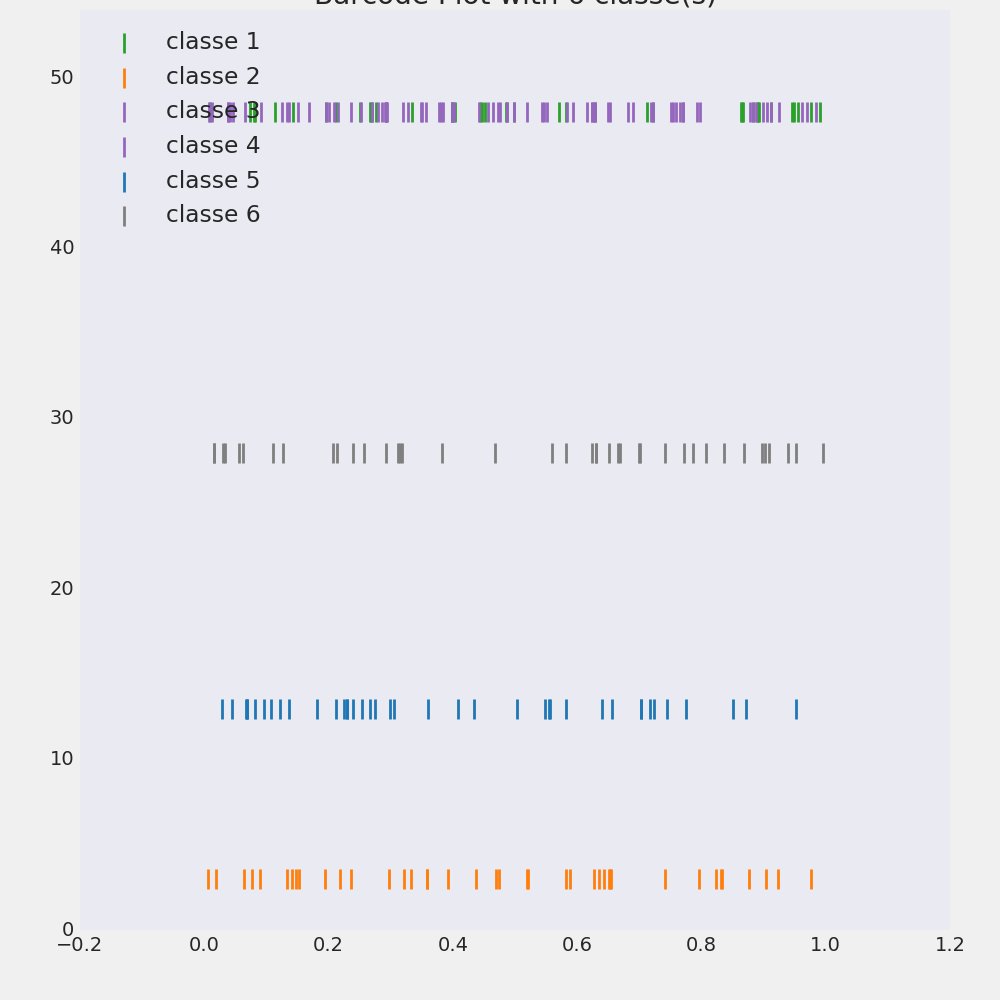 Barcode Plot with 6 classe(s)
classe 1
classe 2
classe 3
classe 4
classe 5
classe 6
50
40
30
20
10
0
−0.2 0.0 0.2 0.4 0.6 0.8 1.0 1.2